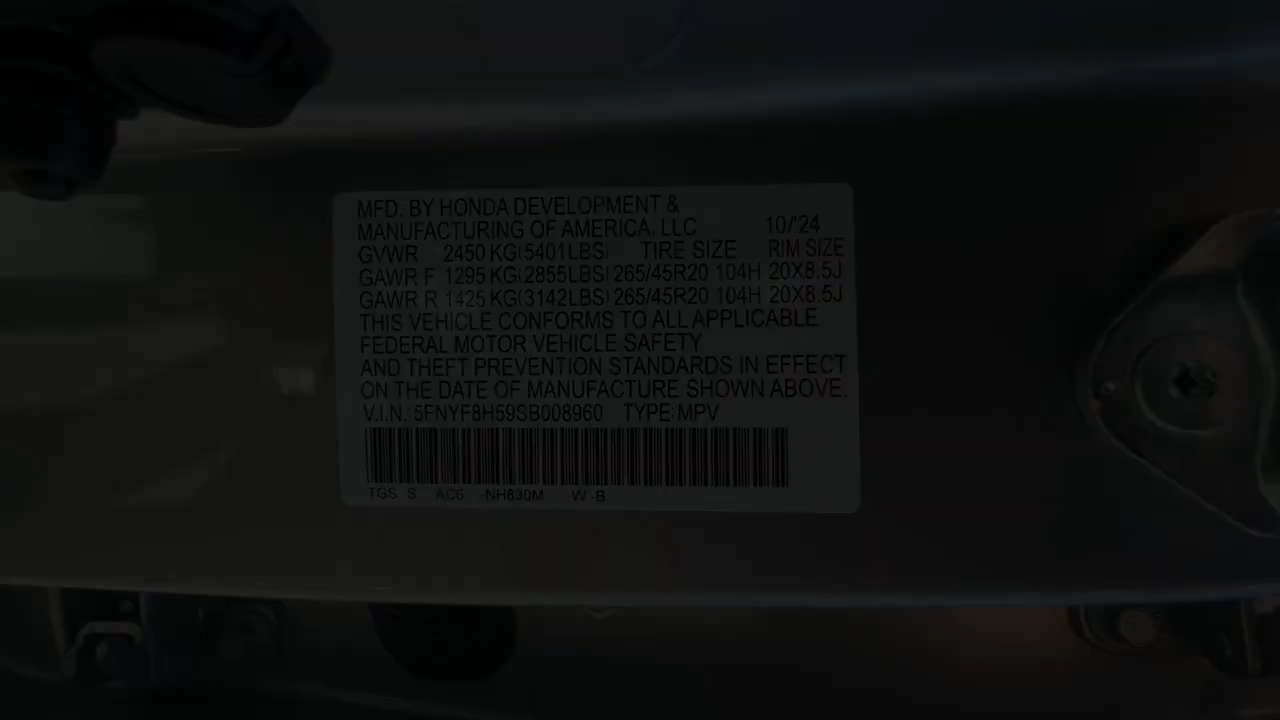 MFD. BY HONDA DEVELOPMENT &
MANUFACTURING OF AMERICA, LLC 10/'24
GVWR 2450 KG(5401LBS) TIRE SIZE RIM SIZE
GAWR F 1295 KG(2855LBS) 265/45R20 104H 20X8.5J
GAWR R 1425 KG(3142LBS) 265/45R20 104H 20X8.5J
THIS VEHICLE CONFORMS TO ALL APPLICABLE
FEDERAL MOTOR VEHICLE SAFETY
AND THEFT PREVENTION STANDARDS IN EFFECT
ON THE DATE OF MANUFACTURE SHOWN ABOVE.
V.I.N.:5FNYF8H59SB008960 TYPE:MPV
TGS S AC6 NH830M W-B